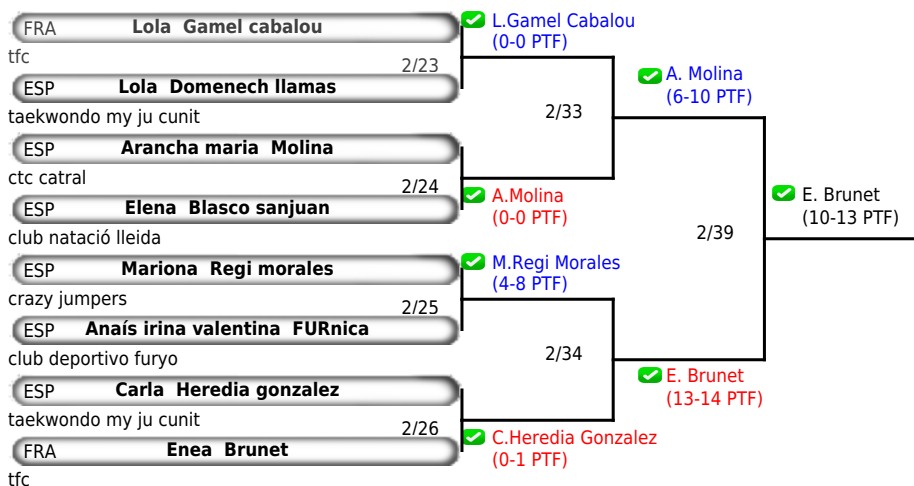 FRA Lola Gamel cabalou
tfc
2/23
ESP Lola Domenech llamas
taekwondo my ju cunit
ESP Arancha maria Molina
ctc catral
2/24
ESP Elena Blasco sanjuan
club natació lleida
ESP Mariona Regi morales
crazy jumpers
2/25
ESP Anaís irina valentina FURnica
club deportivo furyo
ESP Carla Heredia gonzalez
taekwondo my ju cunit
2/26
FRA Enea Brunet
tfc
L.Gamel Cabalou
(0-0 PTF)
2/33
A.Molina
(0-0 PTF)
M.Regi Morales
(4-8 PTF)
2/34
C.Heredia Gonzalez
(0-1 PTF)
A. Molina
(6-10 PTF)
2/39
E. Brunet
(13-14 PTF)
E. Brunet
(10-13 PTF)